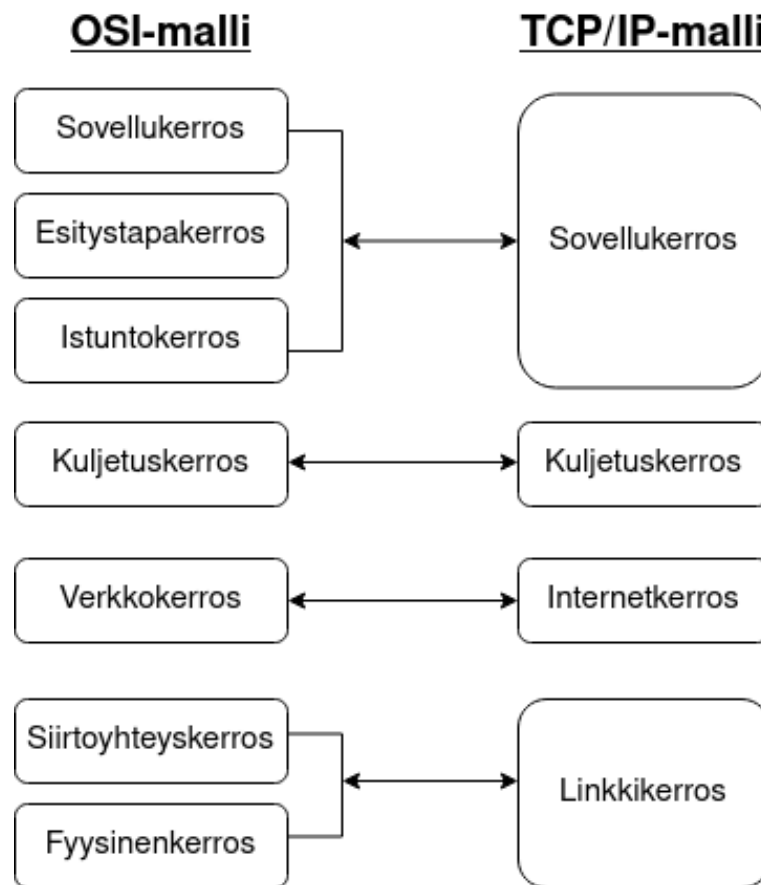 OSI-malli
TCP/IP-malli
Sovellukerros
Esitystapakerros
Istuntokerros
Sovellukerros
Kuljetuskerros
Kuljetuskerros
Verkkokerros
Internetkerros
Siirtoyhteyskerros
Fyysinenkerros
Linkkikerros